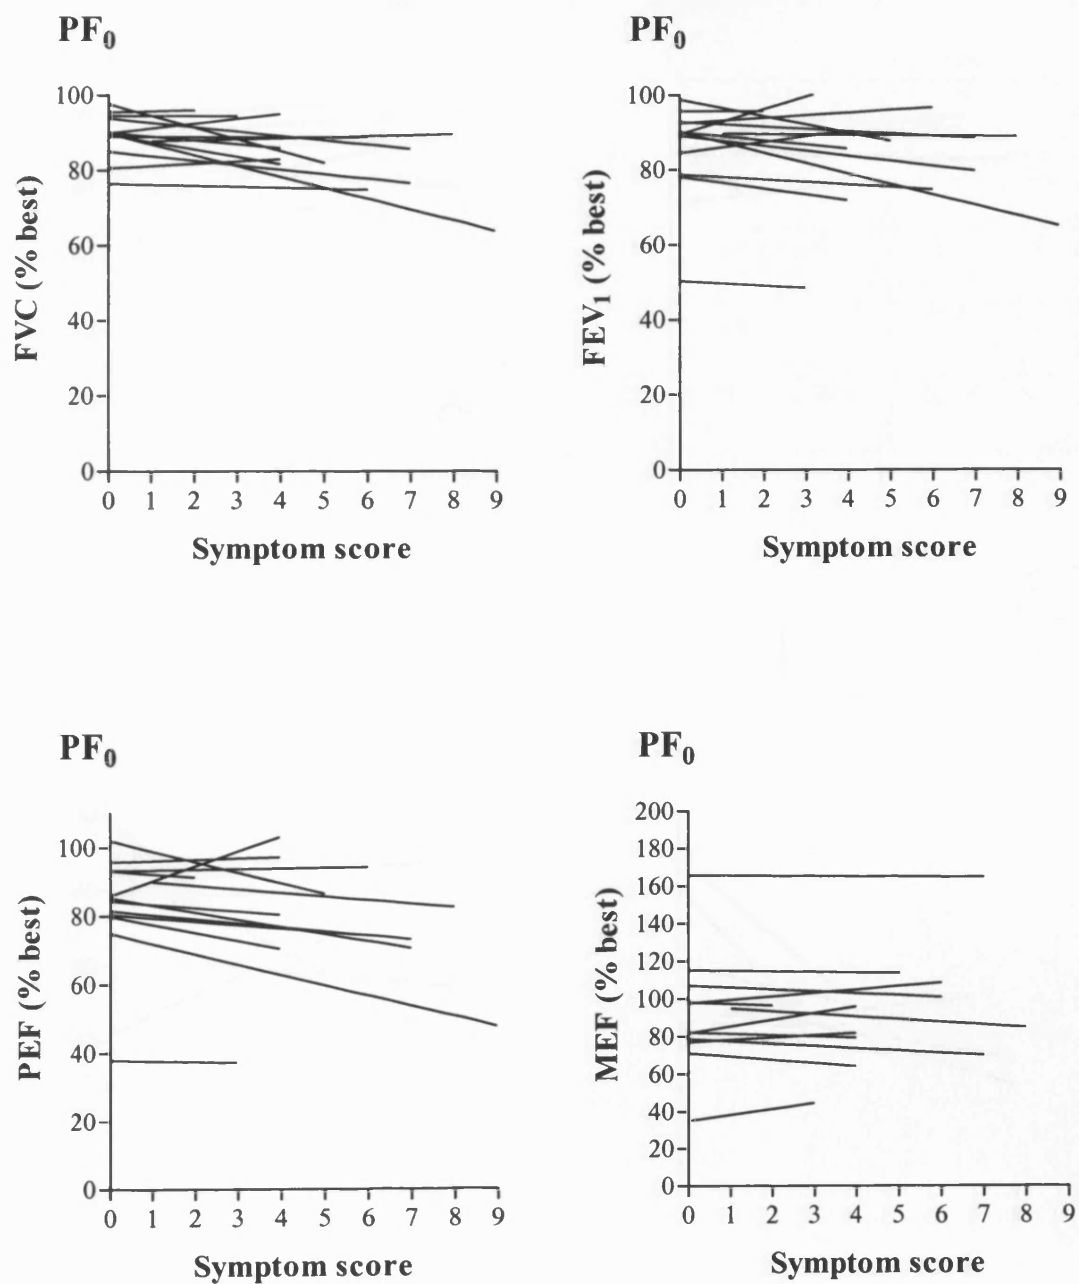 PF₀
100
80
60
40
20
0
0 1 2 3 4 5 6 7 8 9
FVC (% best)
Symptom score
PF₀
100
80
60
40
20
0
0 1 2 3 4 5 6 7 8 9
FEV₁ (% best)
Symptom score
PF₀
100
80
60
40
20
0
0 1 2 3 4 5 6 7 8 9
PEF (% best)
Symptom score
PF₀
200
180
160
140
120
100
80
60
40
20
0
0 1 2 3 4 5 6 7 8 9
MEF (% best)
Symptom score